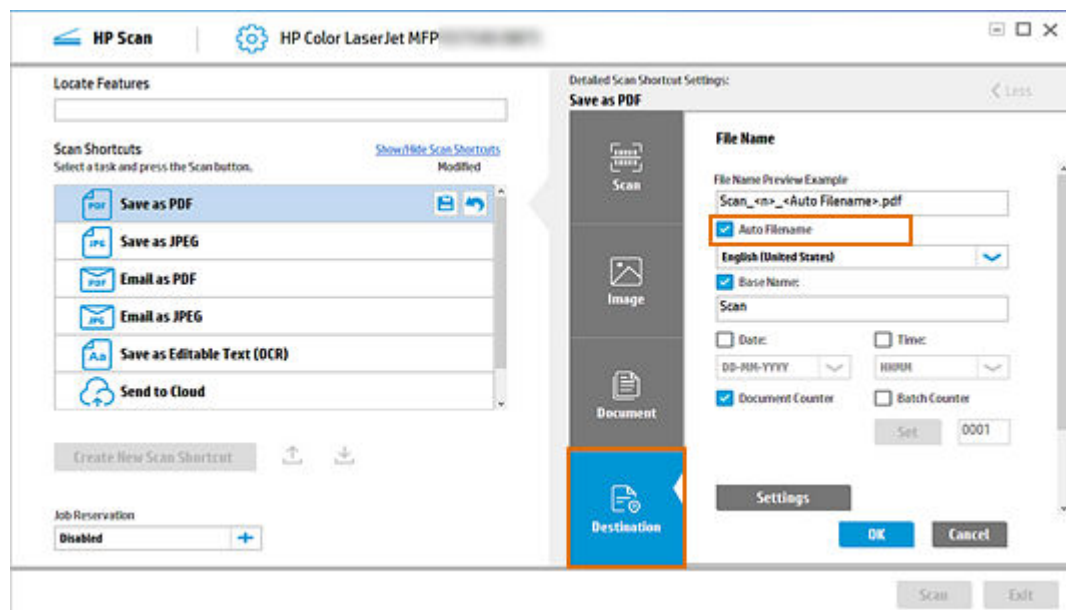 HP Scan
HP Color LaserJet MFP
Locate Features
Scan Shortcuts
Show/Hide Scan Shortcuts
Select a task and press the Scan button.
Modified
PDF
Save as PDF
JPG
Save as JPEG
PDF
Email as PDF
JPG
Email as JPEG
Aa
Save as Editable Text (OCR)
Send to Cloud
Create New Scan Shortcut
Job Reservation
Disabled
Detailed Scan Shortcut Settings:
Save as PDF
Less
Scan
Image
Document
Destination
File Name
File Name Preview Example
Scan_<n>_<Auto Filename>.pdf
Auto Filename
English (United States)
Base Name:
Scan
Date:
Time:
DD-MM-YYYY
HHMM
Document Counter
Batch Counter
Set
0001
Settings
OK
Cancel
Scan
Exit